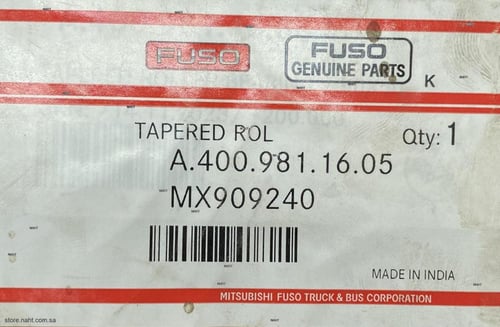 FUSO
FUSO
GENUINE PARTS
K
TAPERED ROL Qty: 1
A.400.981.16.05
MX909240
MADE IN INDIA
MITSUBISHI FUSO TRUCK & BUS CORPORATION
store.naht.com.sa